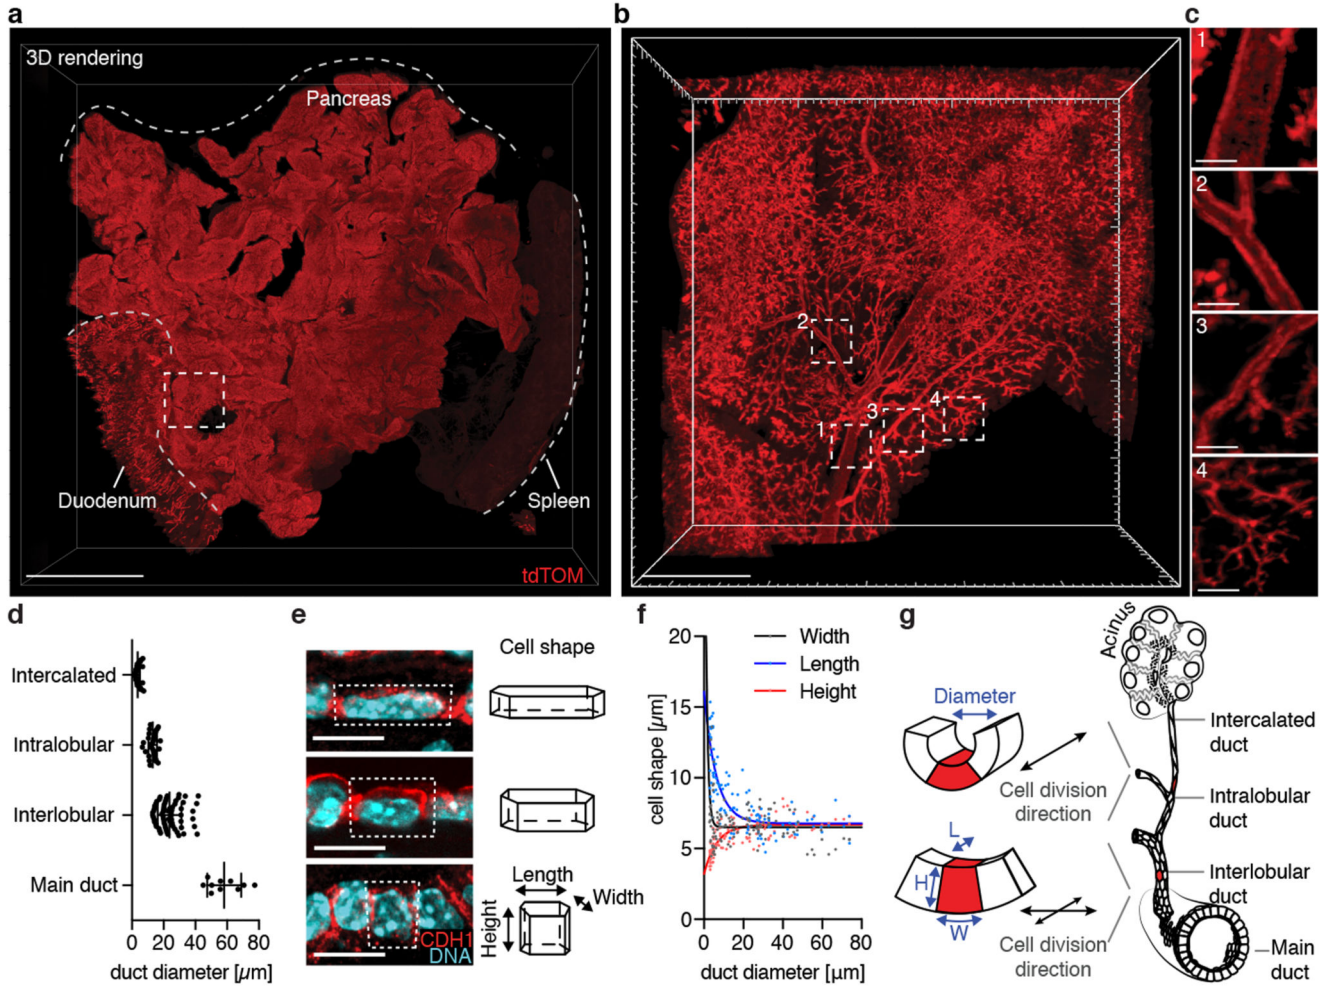 a
3D rendering
Pancreas
Duodenum
Spleen
tdTOM
b
1
2
3
4
c
1
2
3
4
d
Intercalated
Intralobular
Interlobular
Main duct
0 20 40 60 80
duct diameter [µm]
e
Cell shape
CDH1
DNA
Length
Width
Height
f
20
15
10
5
0
cell shape [µm]
Width
Length
Height
0 20 40 60 80
duct diameter [µm]
g
Diameter
Cell division
direction
L
H
W
Cell division
direction
Acinus
Intercalated
duct
Intralobular
duct
Interlobular
duct
Main
duct